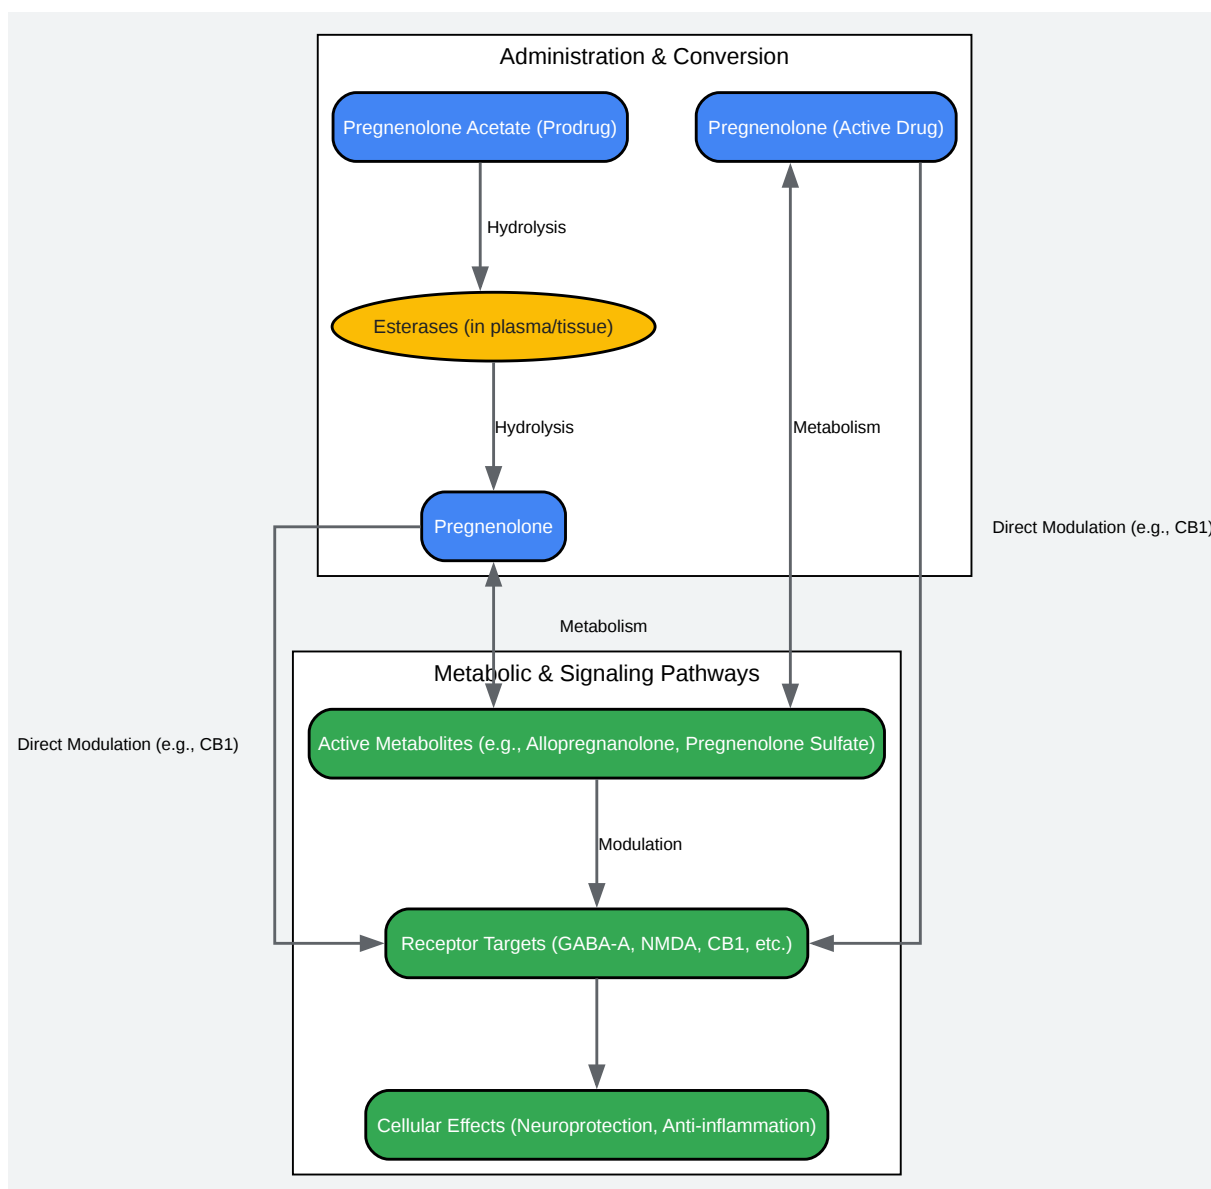 Administration & Conversion
Pregnenolone Acetate (Prodrug)
Pregnenolone (Active Drug)
Hydrolysis
Esterases (in plasma/tissue)
Hydrolysis
Metabolism
Pregnenolone
Direct Modulation (e.g., CB1)
Metabolism
Metabolic & Signaling Pathways
Direct Modulation (e.g., CB1)
Active Metabolites (e.g., Allopregnanolone, Pregnenolone Sulfate)
Modulation
Receptor Targets (GABA-A, NMDA, CB1, etc.)
Cellular Effects (Neuroprotection, Anti-inflammation)